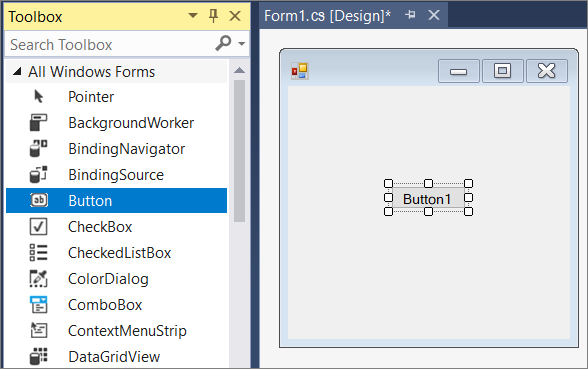 Toolbox
Search Toolbox
All Windows Forms
Pointer
BackgroundWorker
BindingNavigator
BindingSource
ab
Button
CheckBox
CheckedListBox
ColorDialog
ComboBox
ContextMenuStrip
DataGridView
Form1.cs [Design]*
Button1